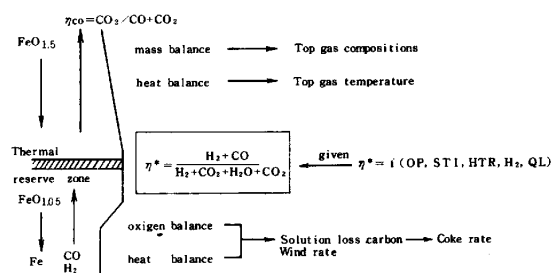 ηco=CO2/CO+CO2
FeO1.5
mass balance → Top gas compositions
heat balance → Top gas temperature
Thermal
reserve zone
η*= H2+CO / H2+CO2+H2O+CO2
given
η*= f (OP, STI, HTR, H2, QL)
FeO1.05
oxigen balance
Solution loss carbon → Coke rate
Wind rate
heat balance
Fe
CO
H2